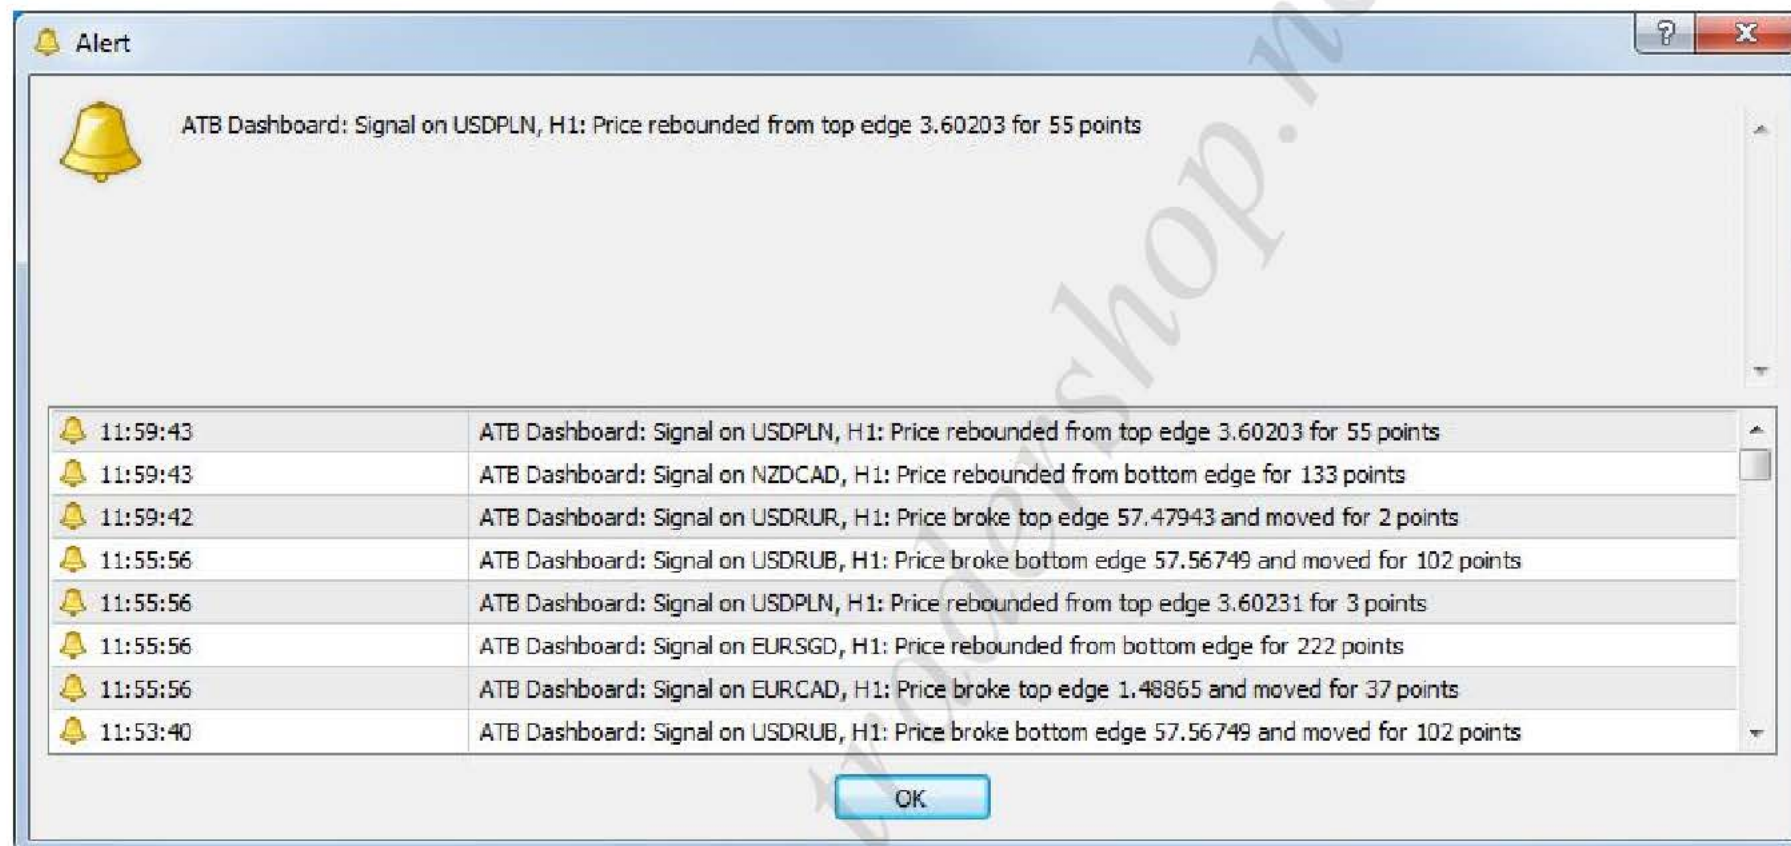 Alert
ATB Dashboard: Signal on USDPLN, H1: Price rebounded from top edge 3.60203 for 55 points
11:59:43 ATB Dashboard: Signal on USDPLN, H1: Price rebounded from top edge 3.60203 for 55 points
11:59:43 ATB Dashboard: Signal on NZDCAD, H1: Price rebounded from bottom edge for 133 points
11:59:42 ATB Dashboard: Signal on USDRUR, H1: Price broke top edge 57.47943 and moved for 2 points
11:55:56 ATB Dashboard: Signal on USDRUB, H1: Price broke bottom edge 57.56749 and moved for 102 points
11:55:56 ATB Dashboard: Signal on USDPLN, H1: Price rebounded from top edge 3.60231 for 3 points
11:55:56 ATB Dashboard: Signal on EURSGD, H1: Price rebounded from bottom edge for 222 points
11:55:56 ATB Dashboard: Signal on EURCAD, H1: Price broke top edge 1.48865 and moved for 37 points
11:53:40 ATB Dashboard: Signal on USDRUB, H1: Price broke bottom edge 57.56749 and moved for 102 points
OK